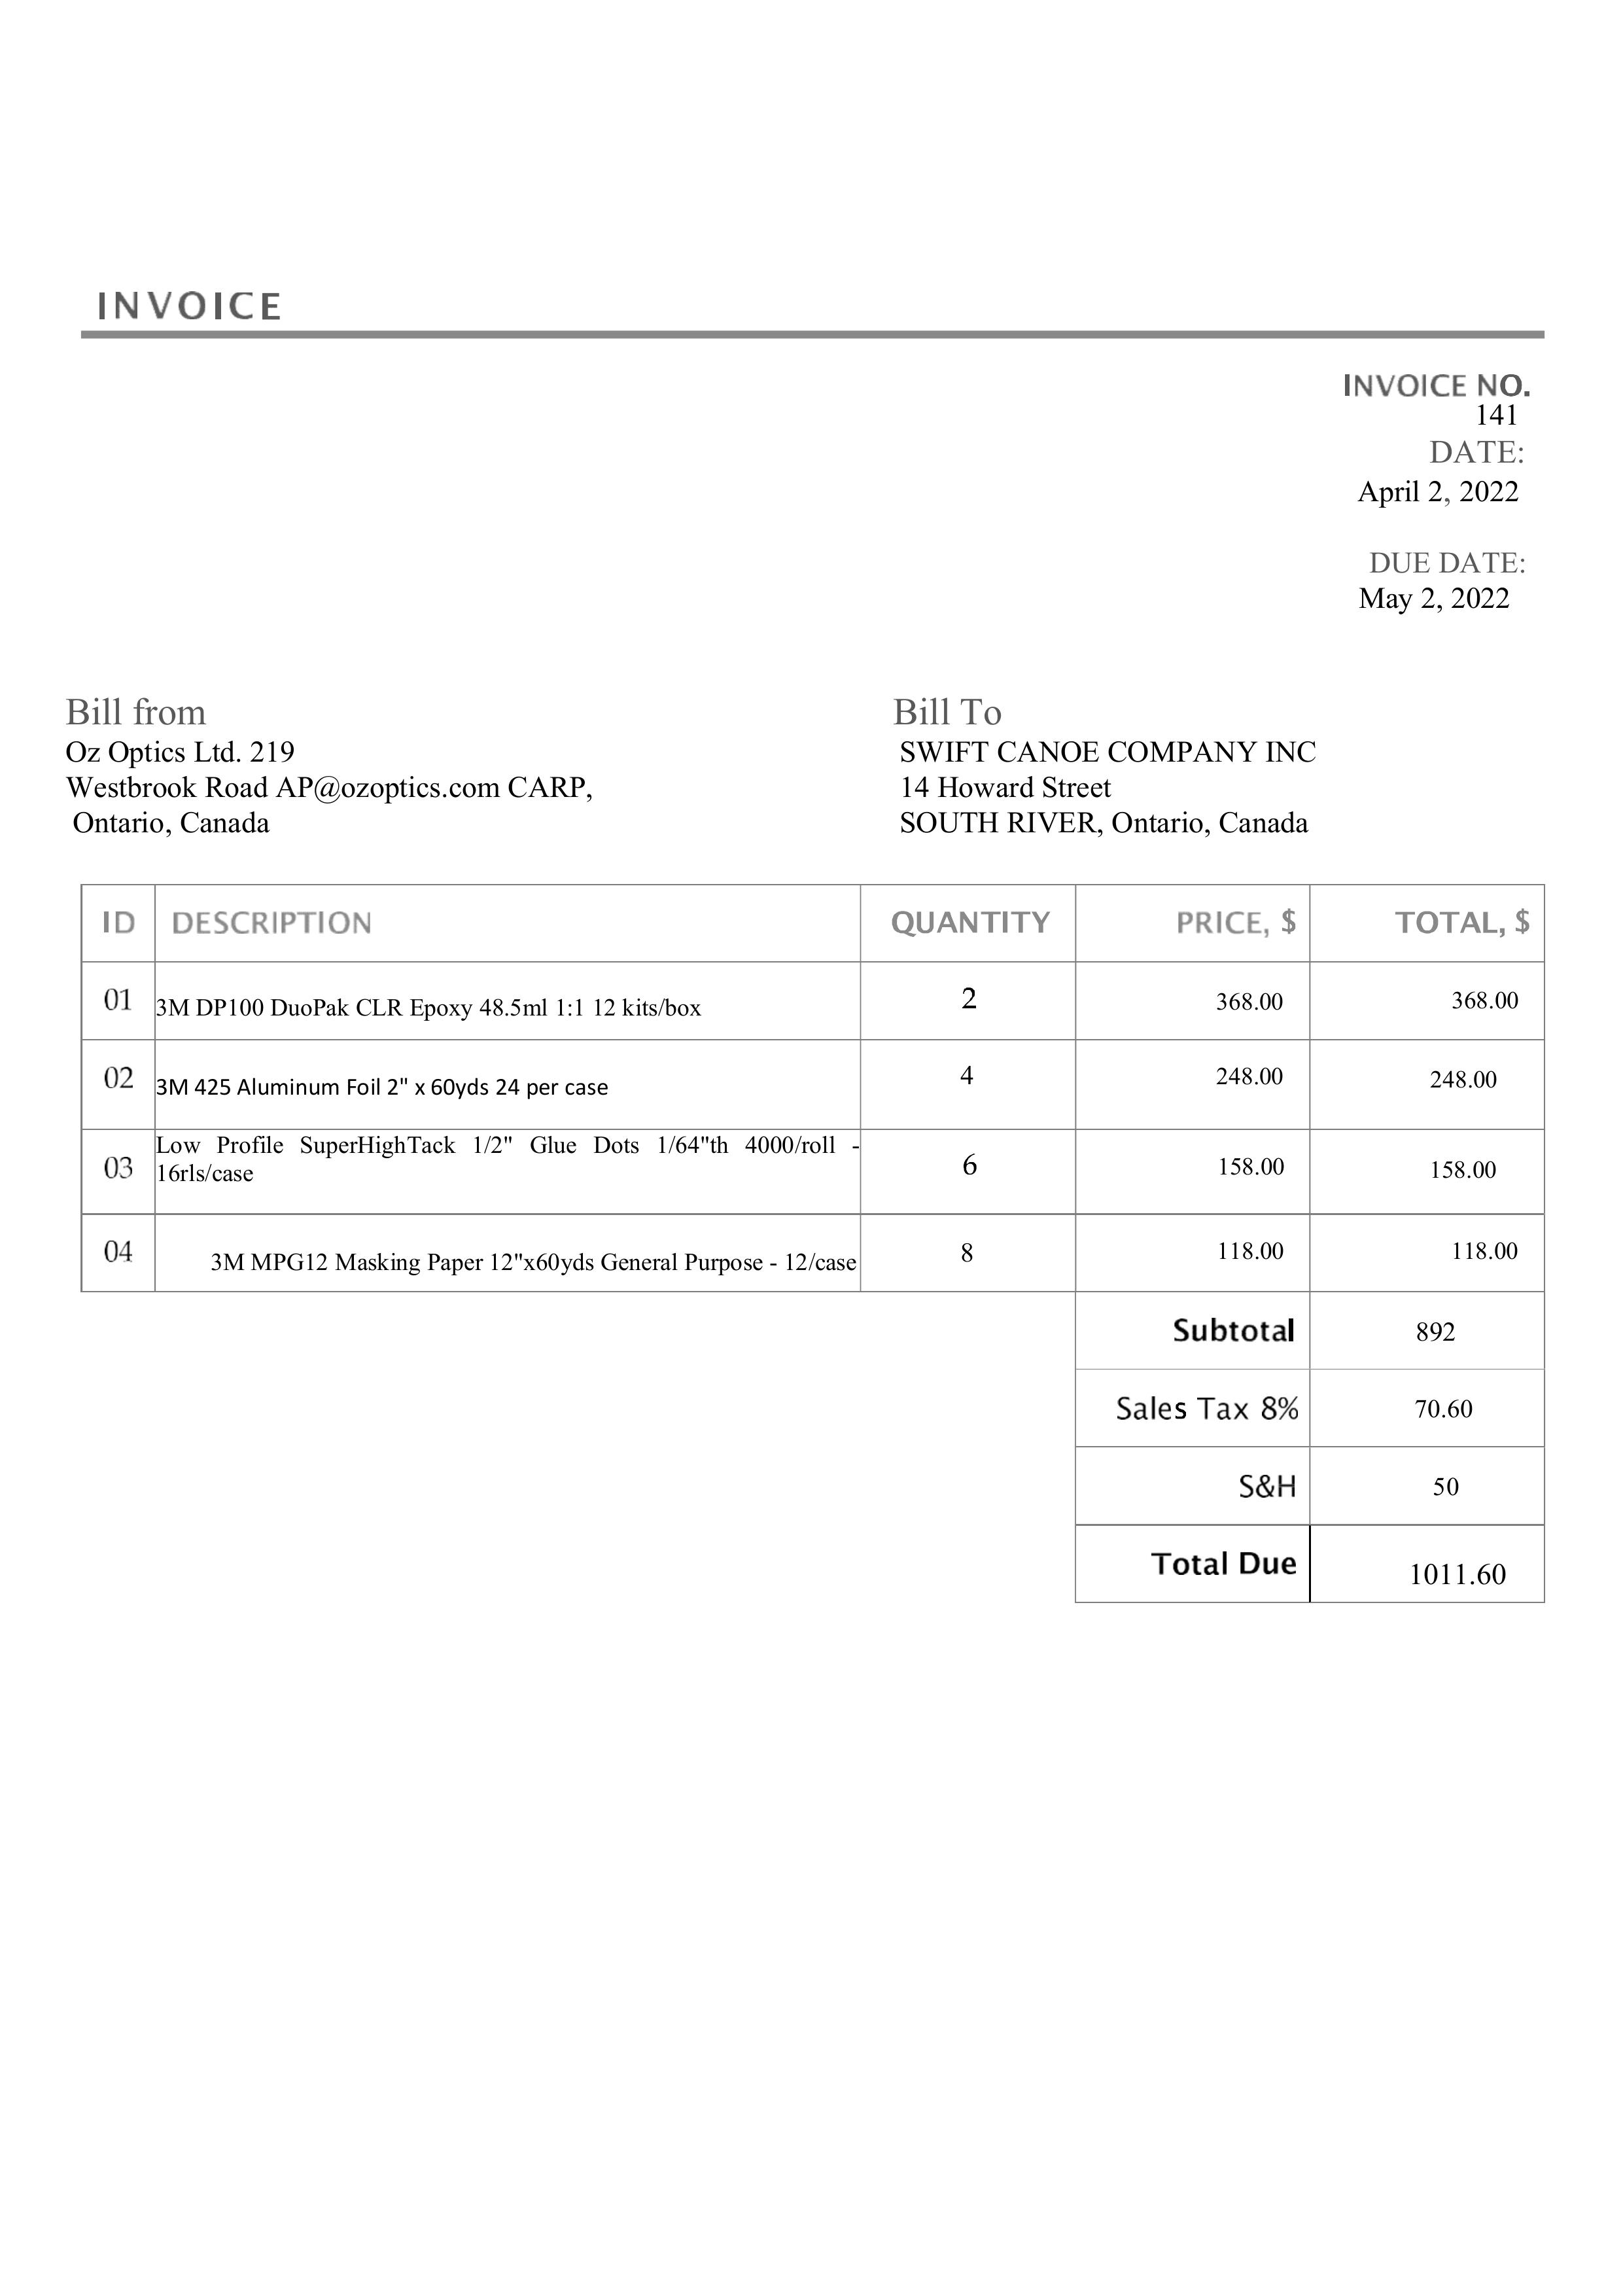 INVOICE
INVOICE NO.
141
DATE:
April 2, 2022
DUE DATE:
May 2, 2022
Bill from
Oz Optics Ltd. 219
Westbrook Road AP@ozoptics.com CARP,
Ontario, Canada
Bill To
SWIFT CANOE COMPANY INC
14 Howard Street
SOUTH RIVER, Ontario, Canada
ID DESCRIPTION QUANTITY PRICE, $ TOTAL, $
01 3M DP100 DuoPak CLR Epoxy 48.5ml 1:1 12 kits/box 2 368.00 368.00
02 3M 425 Aluminum Foil 2" x 60yds 24 per case 4 248.00 248.00
03 Low Profile SuperHighTack 1/2" Glue Dots 1/64"th 4000/roll -
16rls/case 6 158.00 158.00
04 3M MPG12 Masking Paper 12"x60yds General Purpose - 12/case 8 118.00 118.00
Subtotal 892
Sales Tax 8% 70.60
S&H 50
Total Due 1011.60